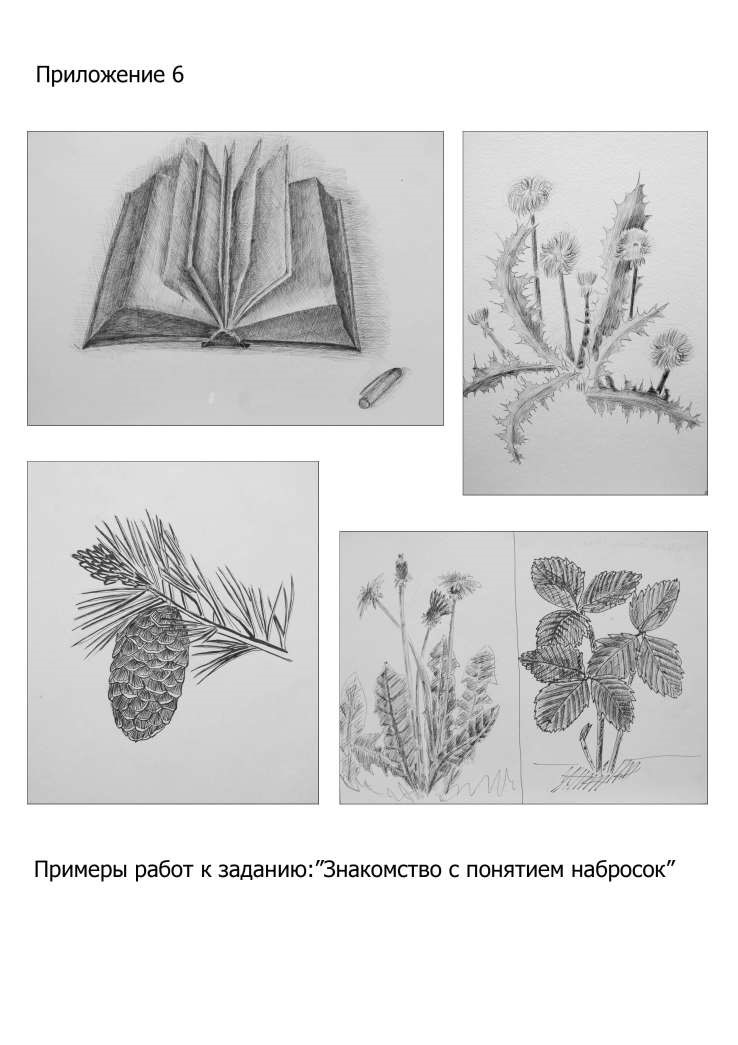 Приложение 6
Примеры работ к заданию:”Знакомство с понятием набросок”